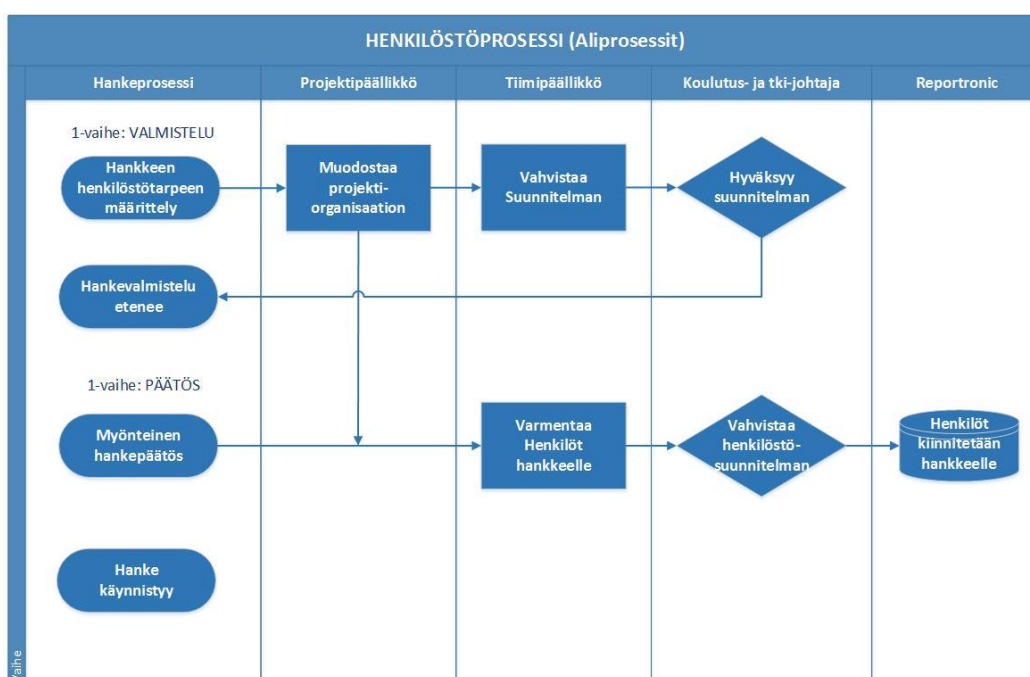 HENKILÖSTÖPROSESSI (Aliprosessit)
Hankeprosessi
Projektipäällikkö
Tiimipäällikkö
Koulutus- ja tki-johtaja
Reportronic
1-vaihe: VALMISTELU
Hankkeen
henkilöstötarpeen
määrittely
Muodostaa
projekti-
organisaation
Vahvistaa
Suunnitelman
Hyväksyy
suunnitelman
Hankevalmistelu
etenee
1-vaihe: PÄÄTÖS
Myönteinen
hankepäätös
Varmentaa
Henkilöt
hankkeelle
Vahvistaa
henkilöstö-
suunnitelman
Henkilöt
kiinnitetään
hankkeelle
Hanke
käynnistyy
Vaihe